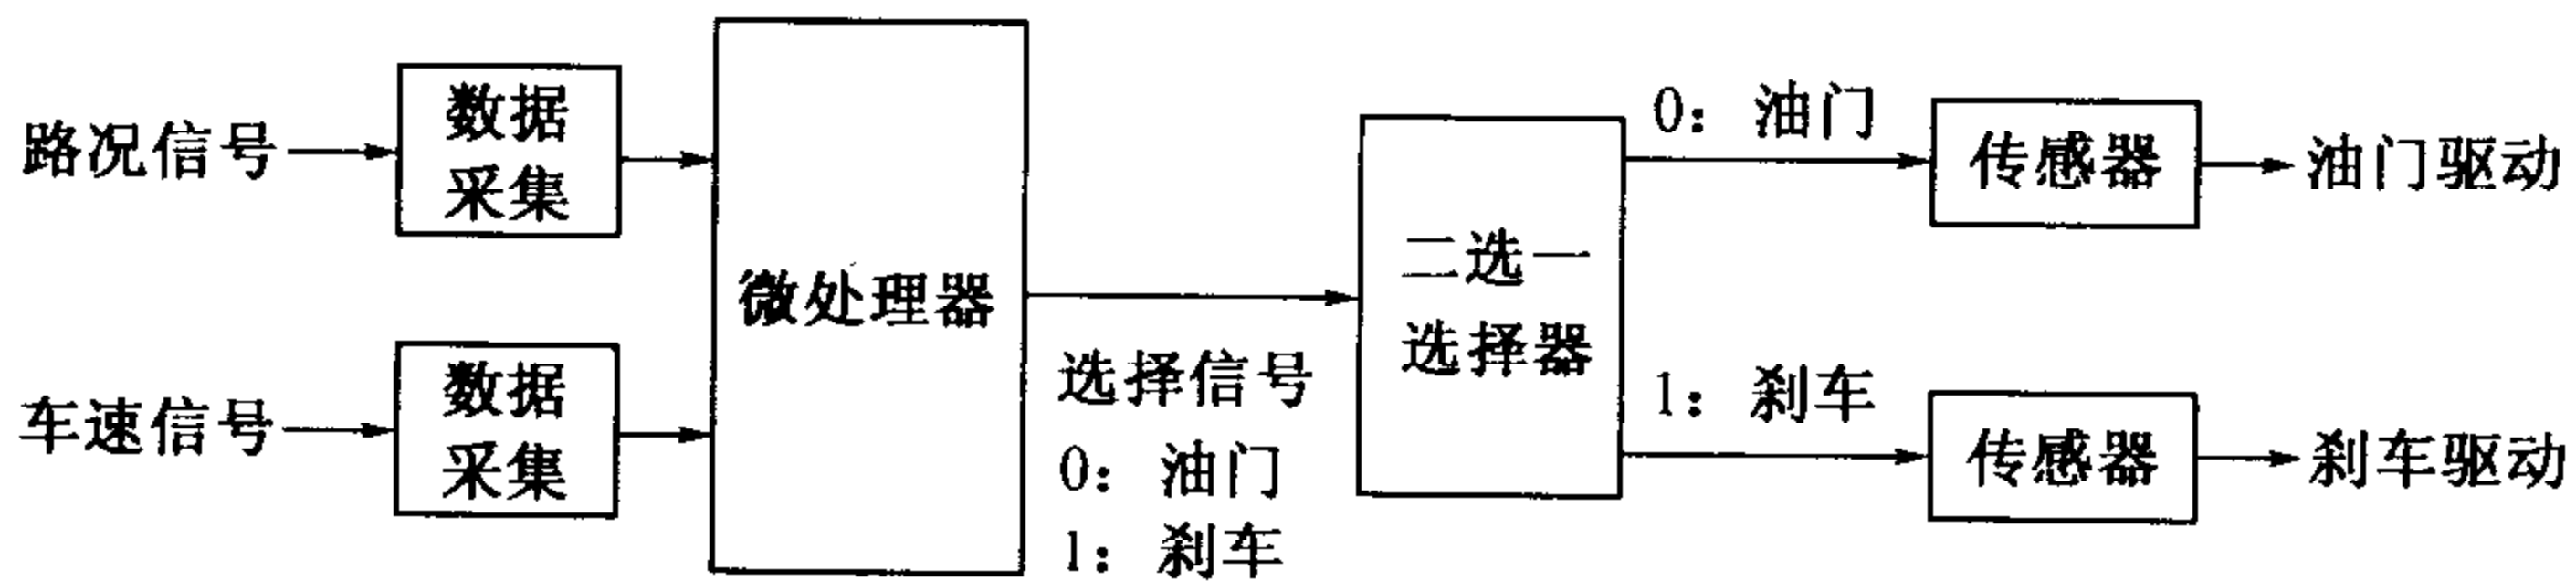 路况信号
数据
采集
车速信号
数据
采集
微处理器
选择信号
0: 油门
1: 刹车
二选一
选择器
0: 油门
传感器
油门驱动
1: 刹车
传感器
刹车驱动